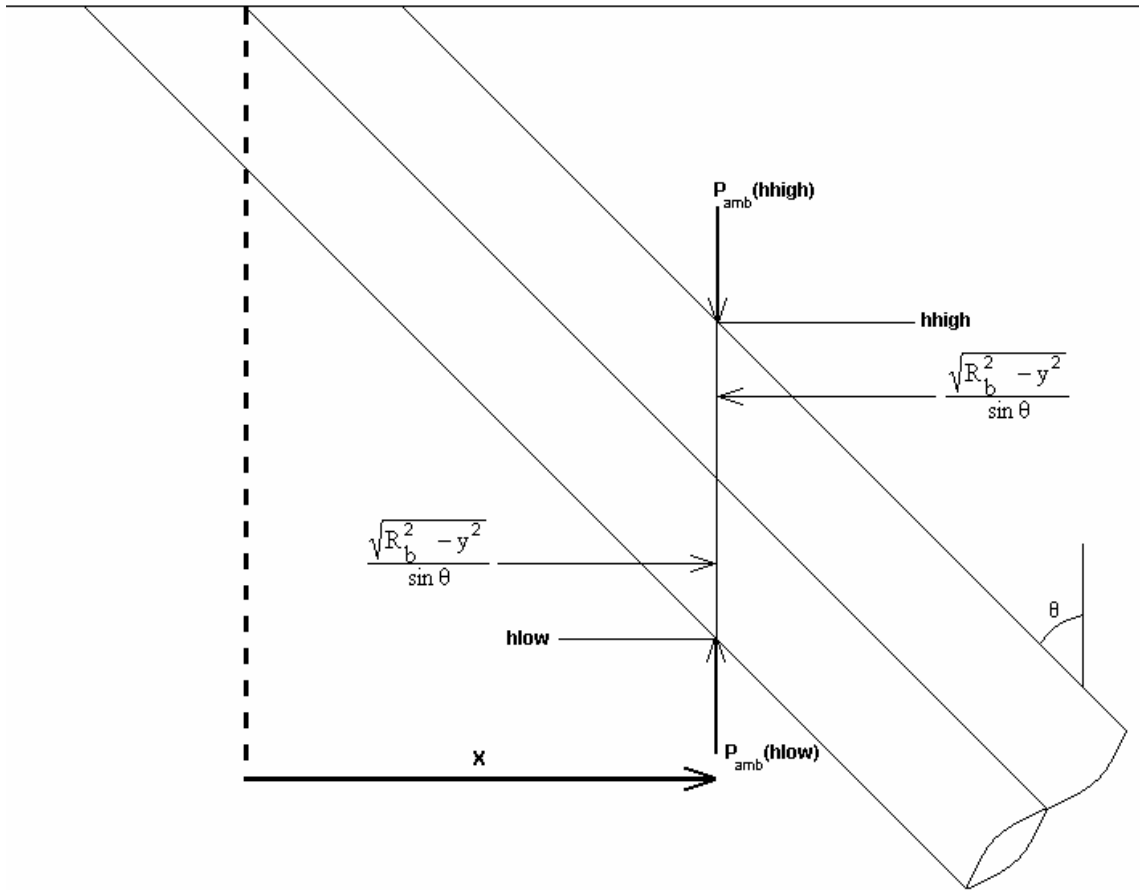 P_amb(hhigh)
hhigh
√(R_b^2 - y^2) / sin θ
√(R_b^2 - y^2) / sin θ
θ
hlow
P_amb(hlow)
X